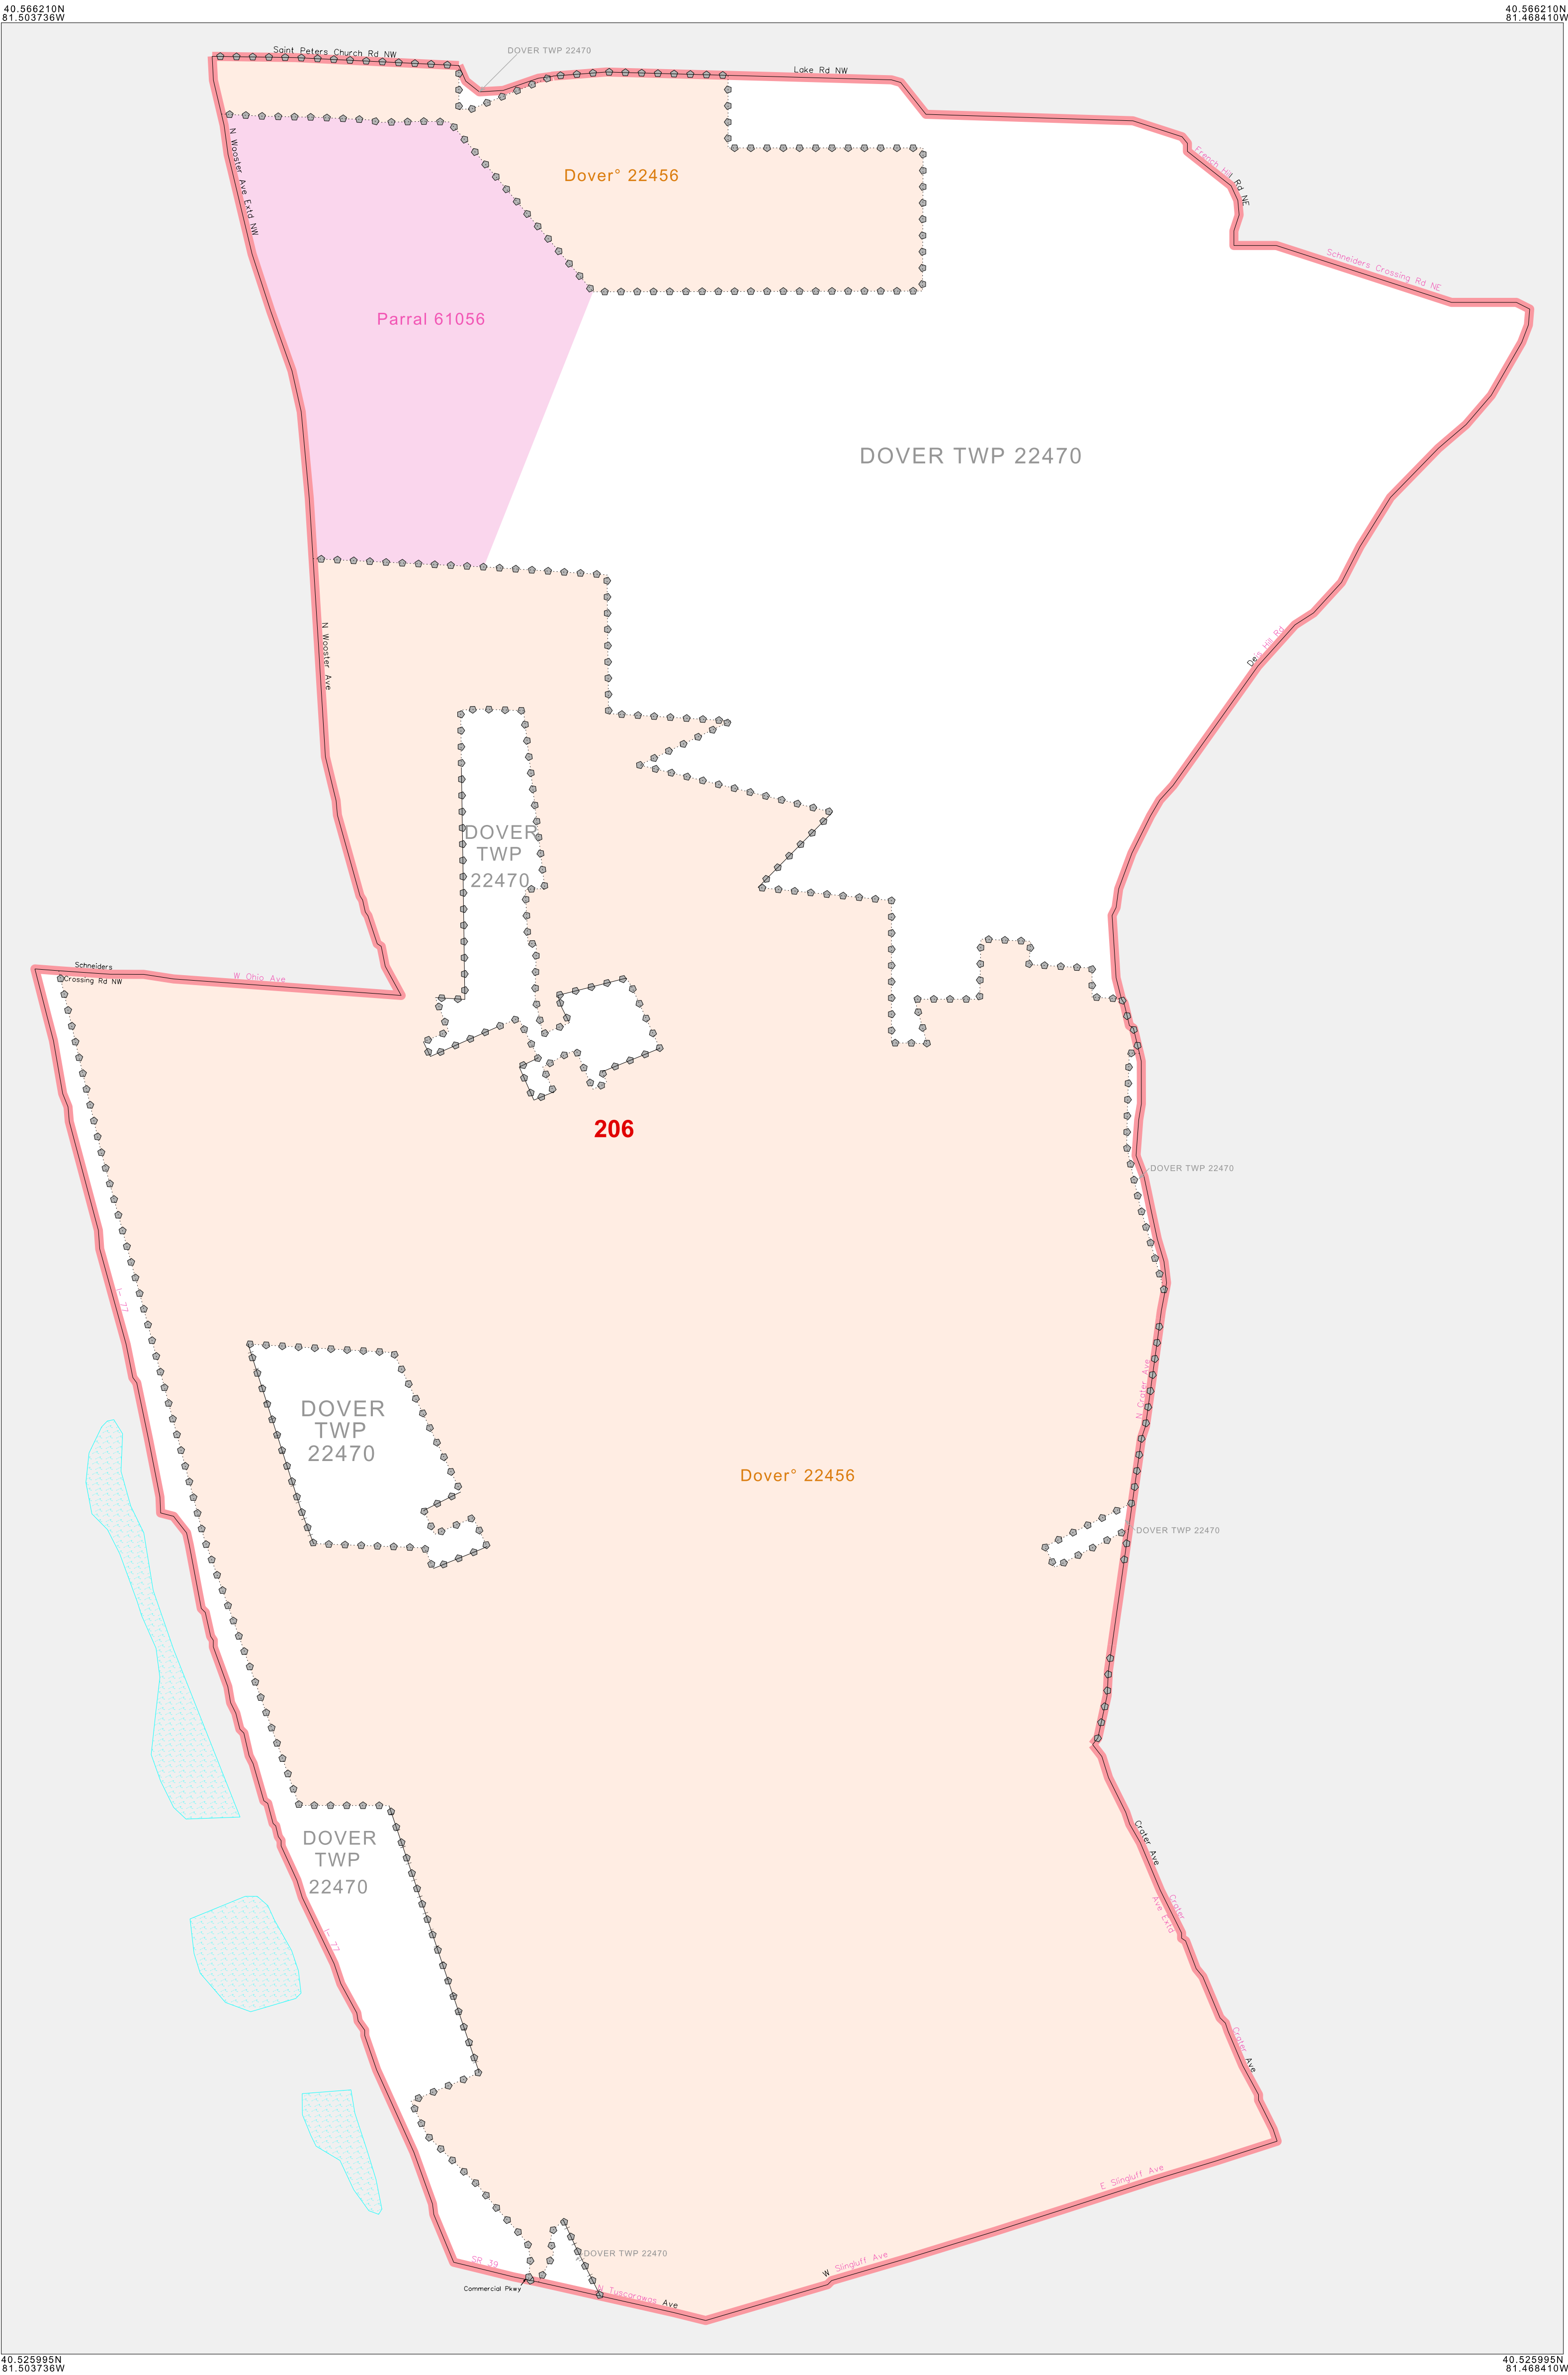 40.566210N
81.503736W
40.566210N
81.468410W
Saint Peters Church Rd NW
DOVER TWP 22470
Lake Rd NW
N Wooster Ave Extd NW
Dover° 22456
French Hill Rd NE
Schneiders Crossing Rd NE
Parral 61056
DOVER TWP 22470
N Wooster Ave
Hill Rd
DOVER
TWP
22470
Schneiders
Crossing Rd NW
W Ohio Ave
206
DOVER TWP 22470
I- 77
N Crater Ave
DOVER
TWP
22470
Dover° 22456
DOVER TWP 22470
DOVER
TWP
22470
Crater Ave
Crater
Ave Extd
I- 77
Crater Ave
E Slingluff Ave
W Slingluff Ave
SR 39
DOVER TWP 22470
Commercial Pkwy
N Tuscarawas Ave
40.525995N
81.503736W
40.525995N
81.468410W